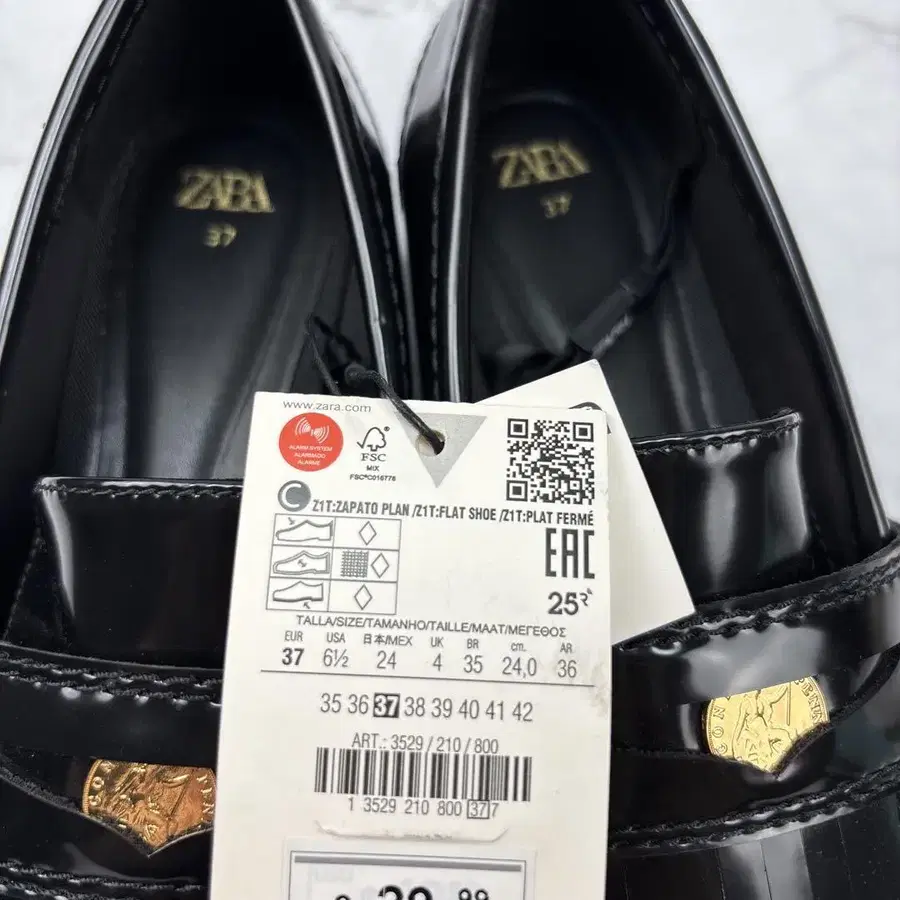 ZARA
37
ZARA
37
www.zara.com
ALARM SYSTEM
ALARMADO
ALARME
FSC
MIX
FSC®C016778
C
Z1T:ZAPATO PLAN /Z1T:FLAT SHOE /Z1T:PLAT FERMÉ
EAC
25
TALLA/SIZE/TAMANHO/TAILLE/MAAT/ΜΕΓΕΘΟΣ
EUR USA 日本/MEX UK BR cm. AR
37 6½ 24 4 35 24,0 36
35 36 37 38 39 40 41 42
ART.: 3529 / 210 / 800
1 3529 210 800 37 7